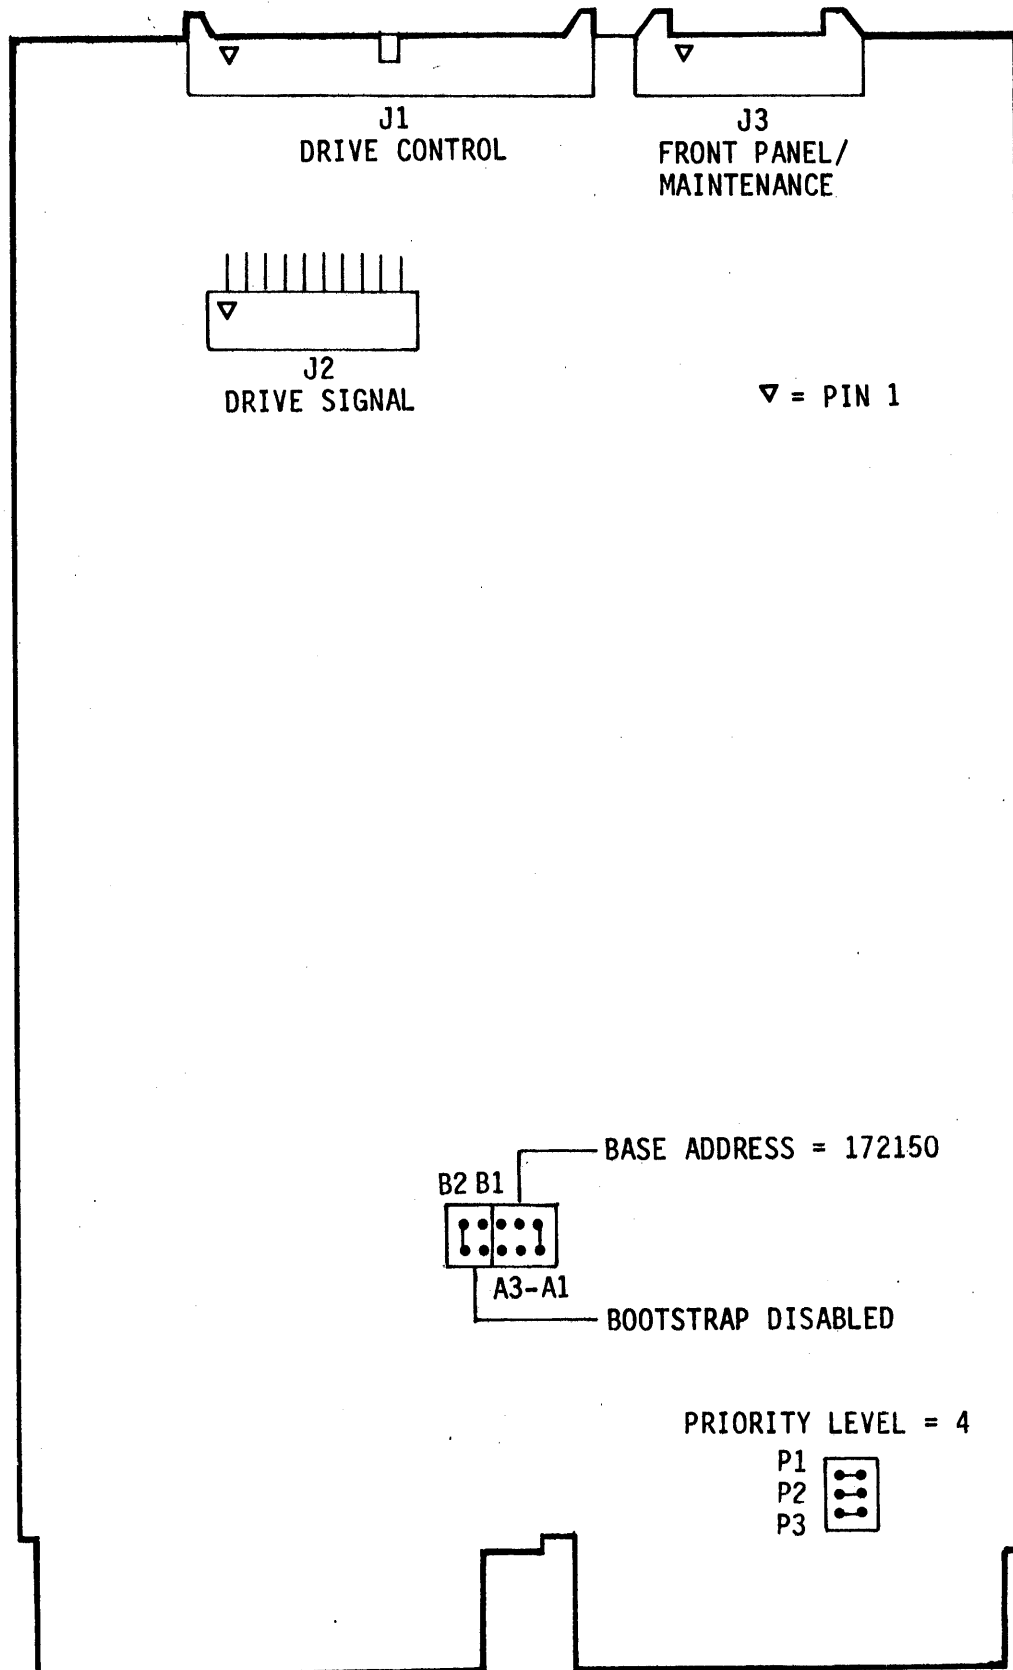 J1
DRIVE CONTROL
J3
FRONT PANEL/
MAINTENANCE
J2
DRIVE SIGNAL
▽ = PIN 1
BASE ADDRESS = 172150
B2 B1
A3-A1
BOOTSTRAP DISABLED
PRIORITY LEVEL = 4
P1
P2
P3